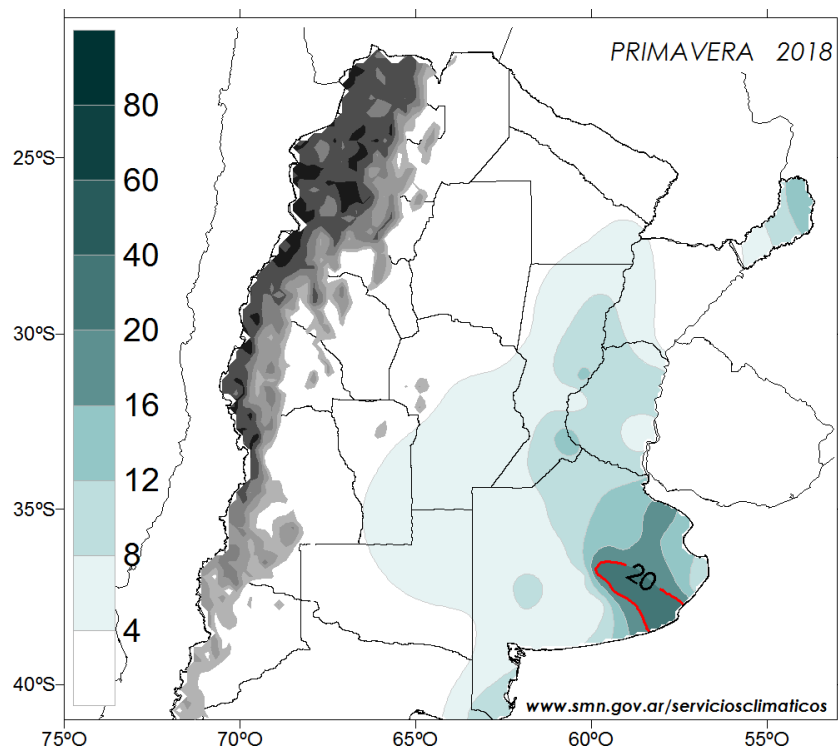 PRIMAVERA 2018
80
60
40
20
16
12
8
4
25ºS
30ºS
35ºS
40ºS
20
www.smn.gov.ar/serviciosclimaticos
75ºO
70ºO
65ºO
60ºO
55ºO